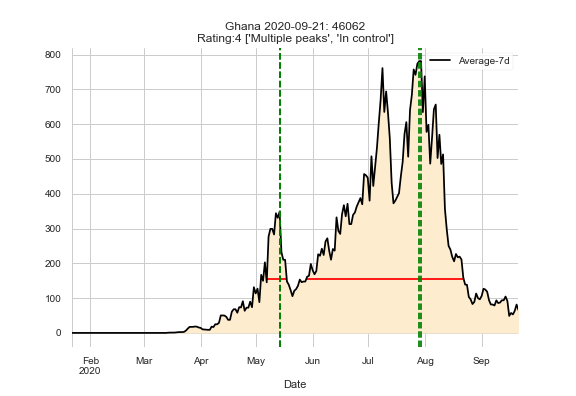 Ghana 2020-09-21: 46062
Rating:4 ['Multiple peaks', 'In control']
Average-7d
800
700
600
500
400
300
200
100
0
Feb Mar Apr May Jun Jul Aug Sep
2020
Date